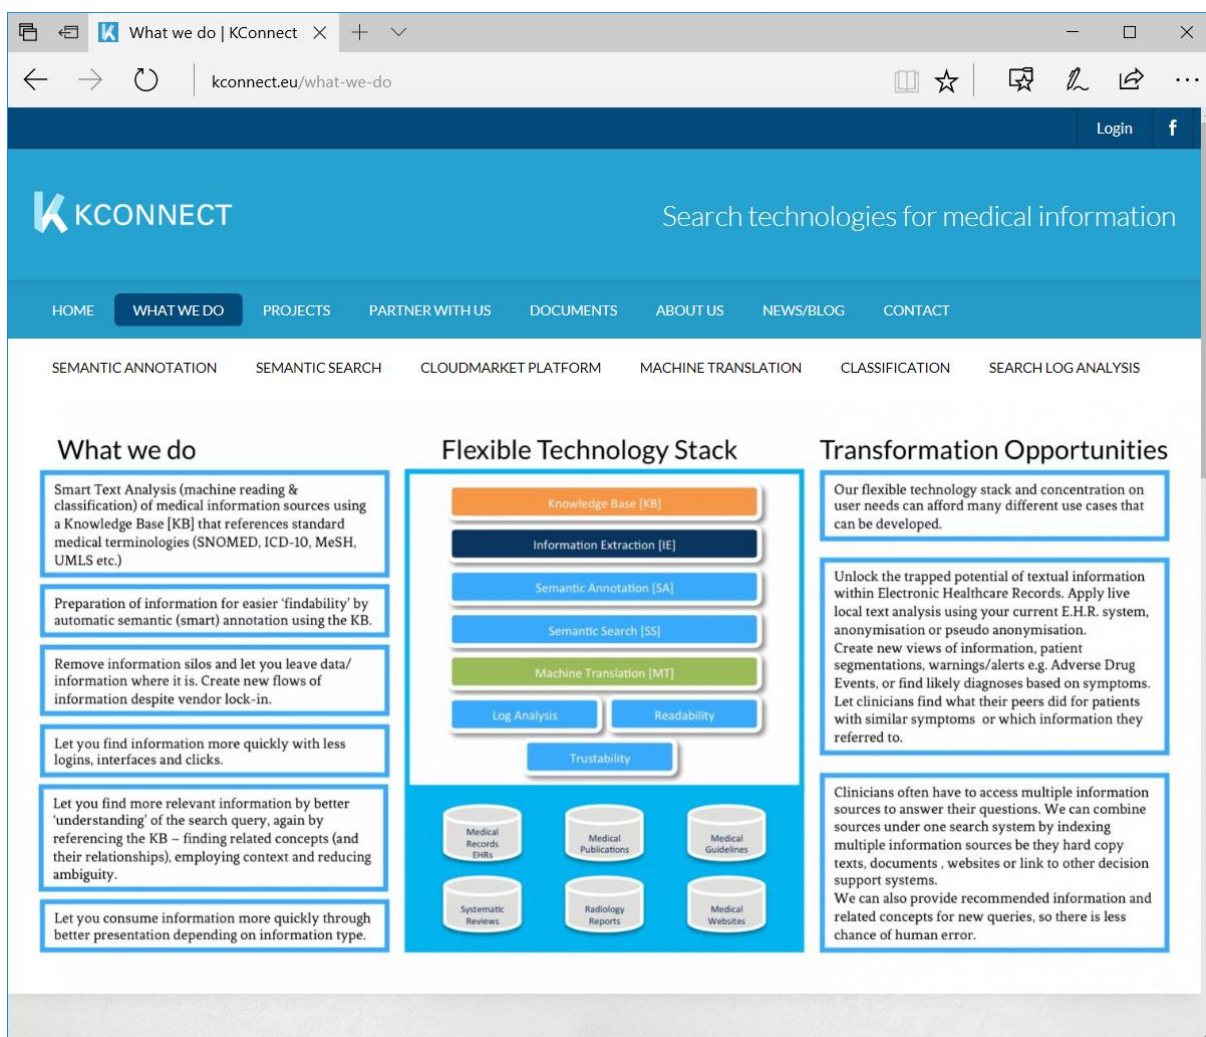 What we do | KConnect
kconnect.eu/what-we-do
Login f
KCONNECT
Search technologies for medical information
HOME WHAT WE DO PROJECTS PARTNER WITH US DOCUMENTS ABOUT US NEWS/BLOG CONTACT
SEMANTIC ANNOTATION SEMANTIC SEARCH CLOUDMARKET PLATFORM MACHINE TRANSLATION CLASSIFICATION SEARCH LOG ANALYSIS
What we do
Smart Text Analysis (machine reading &
classification) of medical information sources using
a Knowledge Base [KB] that references standard
medical terminologies (SNOMED, ICD-10, MeSH,
UMLS etc.)
Preparation of information for easier 'findability' by
automatic semantic (smart) annotation using the KB.
Remove information silos and let you leave data/
information where it is. Create new flows of
information despite vendor lock-in.
Let you find information more quickly with less
logins, interfaces and clicks.
Let you find more relevant information by better
'understanding' of the search query, again by
referencing the KB – finding related concepts (and
their relationships), employing context and reducing
ambiguity.
Let you consume information more quickly through
better presentation depending on information type.
Flexible Technology Stack
Knowledge Base [KB]
Information Extraction [IE]
Semantic Annotation [SA]
Semantic Search [SS]
Machine Translation [MT]
Log Analysis Readability
Trustability
Medical
Records
EHRs
Medical
Publications
Medical
Guidelines
Systematic
Reviews
Radiology
Reports
Medical
Websites
Transformation Opportunities
Our flexible technology stack and concentration on
user needs can afford many different use cases that
can be developed.
Unlock the trapped potential of textual information
within Electronic Healthcare Records. Apply live
local text analysis using your current E.H.R. system,
anonymisation or pseudo anonymisation.
Create new views of information, patient
segmentations, warnings/alerts e.g. Adverse Drug
Events, or find likely diagnoses based on symptoms.
Let clinicians find what their peers did for patients
with similar symptoms or which information they
referred to.
Clinicians often have to access multiple information
sources to answer their questions. We can combine
sources under one search system by indexing
multiple information sources be they hard copy
texts, documents , websites or link to other decision
support systems.
We can also provide recommended information and
related concepts for new queries, so there is less
chance of human error.